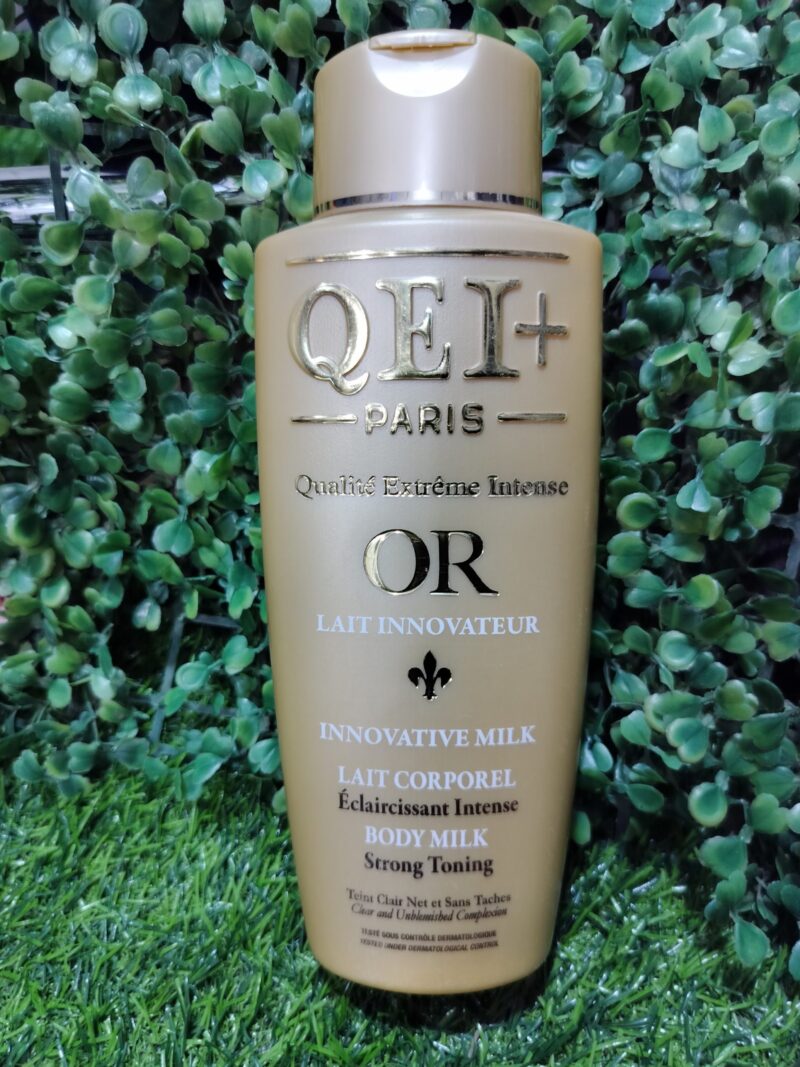 QEI+
PARIS
Qualité Extrême Intense
OR
LAIT INNOVATEUR
INNOVATIVE MILK
LAIT CORPOREL
Éclaircissant Intense
BODY MILK
Strong Toning
Teint Clair Net et Sans Taches
Clear and Unblemished Complexion
TESTÉ SOUS CONTRÔLE DERMATOLOGIQUE
TESTED UNDER DERMATOLOGICAL CONTROL